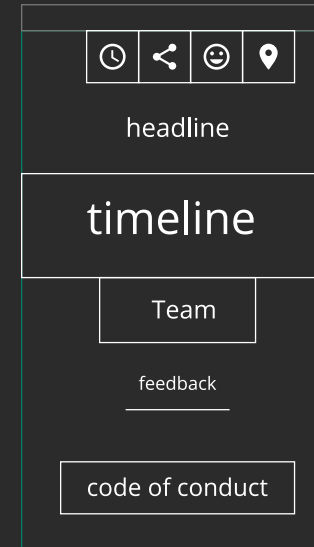 headline
timeline
Team
feedback
code of conduct